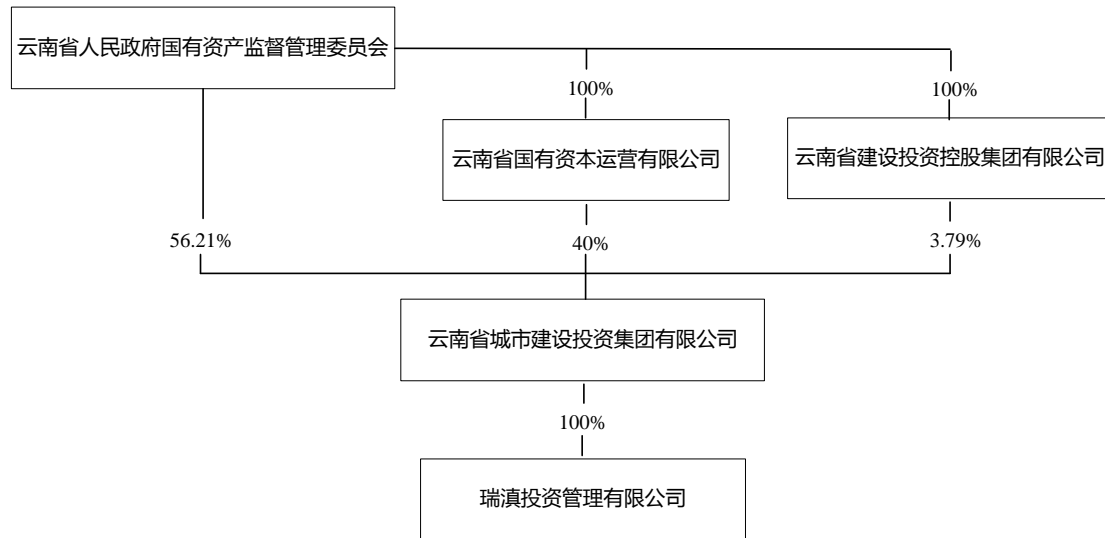 云南省人民政府国有资产监督管理委员会
100%
100%
云南省国有资本运营有限公司
云南省建设投资控股集团有限公司
56.21%
40%
3.79%
云南省城市建设投资集团有限公司
100%
瑞滇投资管理有限公司